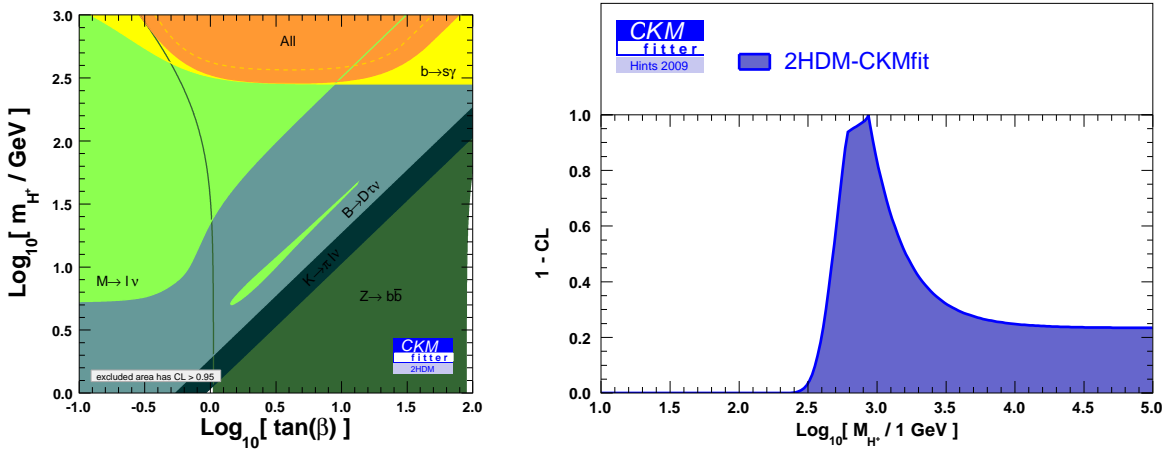 Log10[ m_H+ / GeV]
3.0
2.5
2.0
1.5
1.0
0.5
0.0
All
b→sγ
B→Dτν
K→πlν
M→lν
Z→bb̅
CKM
fitter
2HDM
excluded area has CL > 0.95
-1.0 -0.5 0.0 0.5 1.0 1.5 2.0
Log10[ tan(β) ]
CKM
fitter
Hints 2009
2HDM-CKMfit
1 - CL
1.0
0.8
0.6
0.4
0.2
0.0
1.0 1.5 2.0 2.5 3.0 3.5 4.0 4.5 5.0
Log10[ M_H+ / 1 GeV]